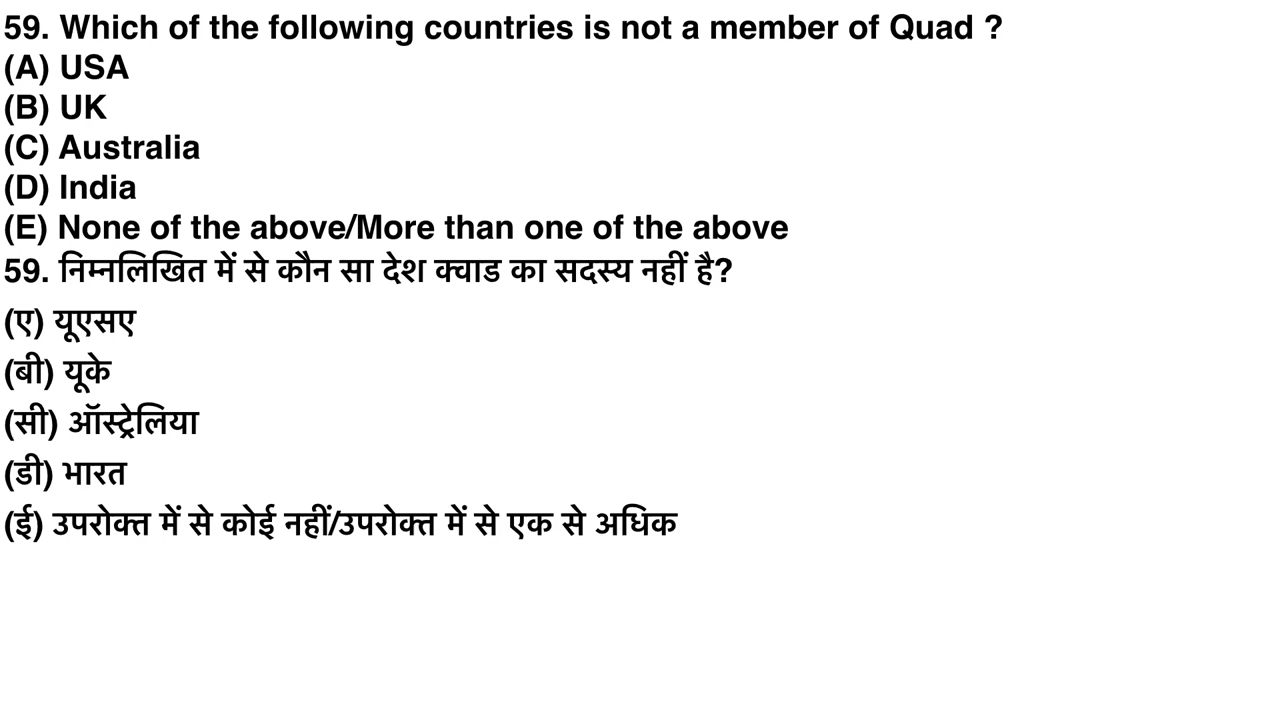 59. Which of the following countries is not a member of Quad ?
(A) USA
(B) UK
(C) Australia
(D) India
(E) None of the above/More than one of the above
59. निम्नलिखित में से कौन सा देश क्वाड का सदस्य नहीं है?
(ए) यूएसए
(बी) यूके
(सी) ऑस्ट्रेलिया
(डी) भारत
(ई) उपरोक्त में से कोई नहीं/उपरोक्त में से एक से अधिक